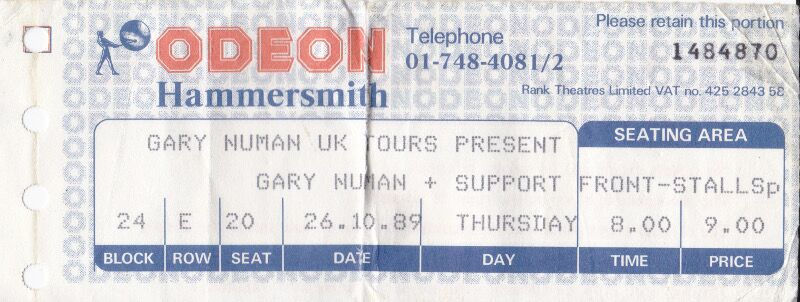 Please retain this portion
ODEON
Telephone
1484870
01-748-4081/2
Hammersmith
Rank Theatres Limited VAT no. 425 2843 58
GARY NUMAN UK TOURS PRESENT
SEATING AREA
GARY NUMAN + SUPPORT
FRONT-STALLSp
24 E 20 26.10.89 THURSDAY 8.00 9.00
BLOCK ROW SEAT DATE DAY TIME PRICE